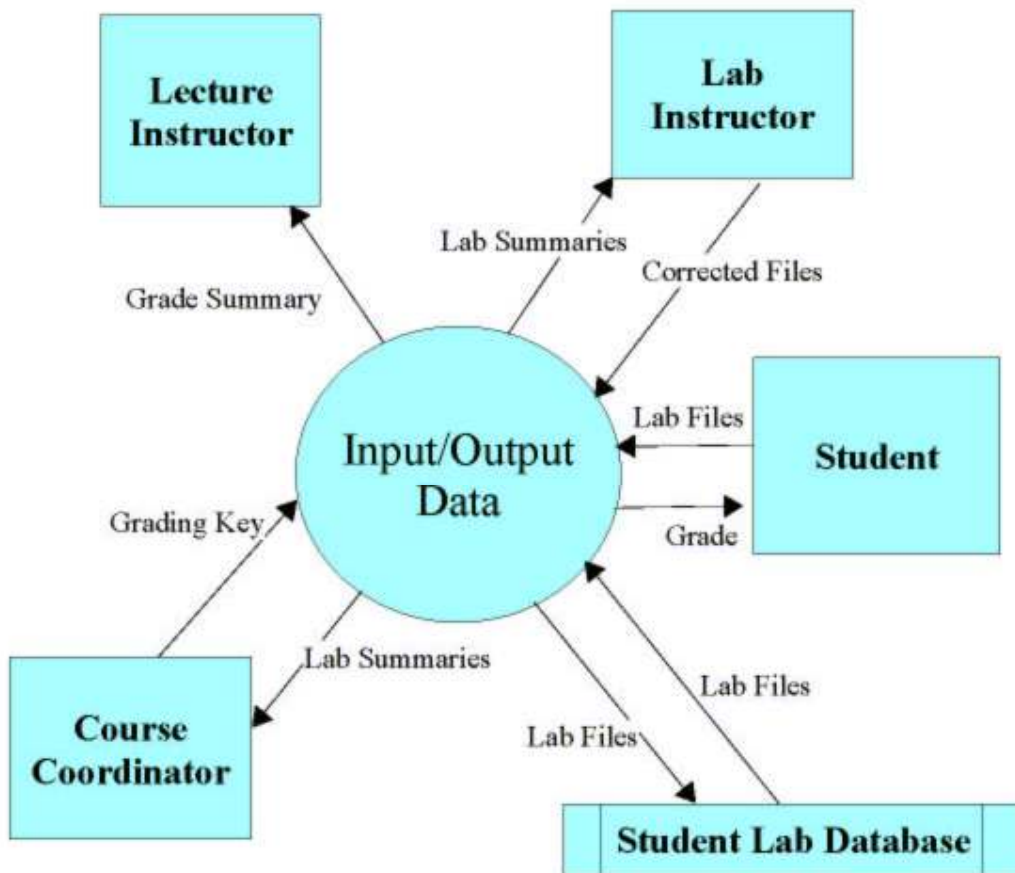 Lecture
Instructor
Lab
Instructor
Lab Summaries
Corrected Files
Grade Summary
Lab Files
Student
Input/Output
Data
Grading Key
Grade
Lab Summaries
Lab Files
Course
Coordinator
Lab Files
Student Lab Database